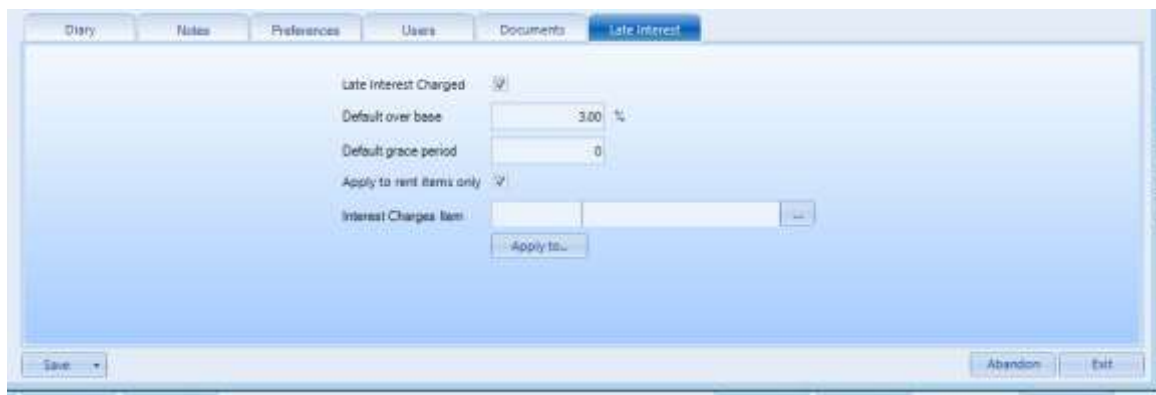 Diary Notes Preferences Users Documents Late Interest
Late Interest Charged
Default over base 3.00 %
Default grace period 0
Apply to rent items only
Interest Charges Item ...
Apply to...
Save Abandon Exit